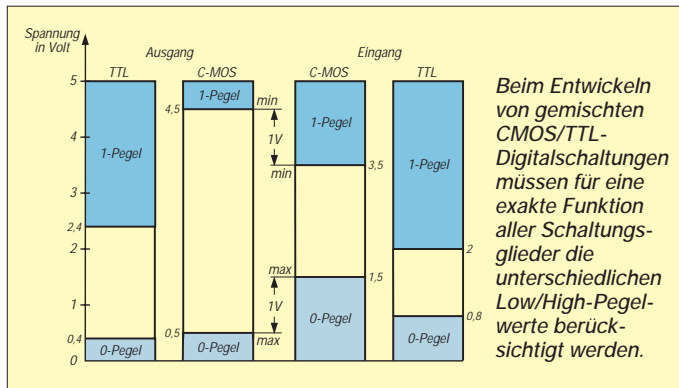 Spannung
in Volt
Ausgang
Eingang
TTL
C-MOS
C-MOS
TTL
5
4
3
2,4
2
1
0,4
0
1-Pegel
0-Pegel
4,5
1-Pegel
0,5
0-Pegel
min
1V
min
max
1V
max
1-Pegel
3,5
1,5
0-Pegel
1-Pegel
2
0,8
0-Pegel
Beim Entwickeln
von gemischten
CMOS/TTL-
Digitalschaltungen
müssen für eine
exakte Funktion
aller Schaltungs-
glieder die
unterschiedlichen
Low/High-Pegel-
werte berück-
sichtigt werden.